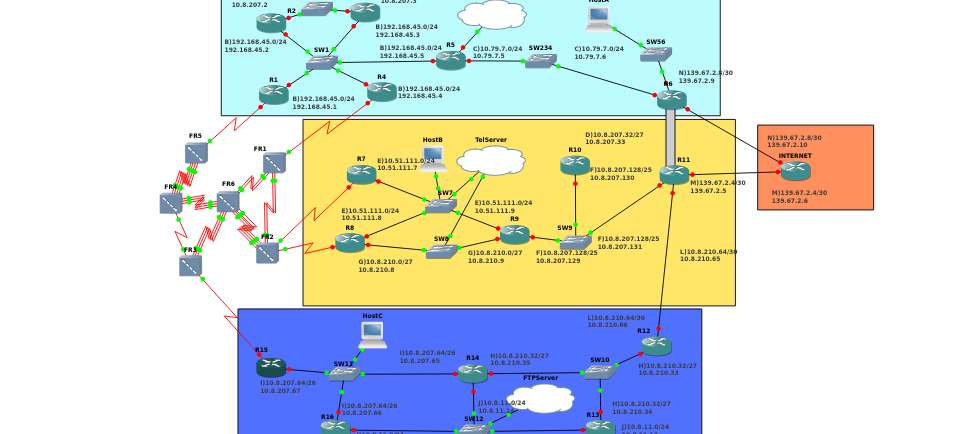 10.8.207.2
R2
10.8.207.3
HostA
B)192.168.45.0/24
192.168.45.3
B)192.168.45.0/24
192.168.45.2
SW1
B)192.168.45.0/24
192.168.45.5
R5
C)10.79.7.0/24
10.79.7.5
SW234
C)10.79.7.0/24
10.79.7.6
SW56
N)139.67.2.8/30
139.67.2.9
R1
R4
R6
B)192.168.45.0/24
192.168.45.1
B)192.168.45.0/24
192.168.45.4
FR5
FR1
FR4
FR6
FR2
FR3
HostB
TelServer
D)10.8.207.32/27
10.8.207.33
N)139.67.2.8/30
139.67.2.10
INTERNET
R7
E)10.51.111.0/24
10.51.111.7
R10
F)10.8.207.128/25
10.8.207.130
R11
M)139.67.2.4/30
139.67.2.5
M)139.67.2.4/30
139.67.2.6
SW7
E)10.51.111.0/24
10.51.111.8
E)10.51.111.0/24
10.51.111.9
R8
SW8
R9
SW9
G)10.8.210.0/27
10.8.210.8
G)10.8.210.0/27
10.8.210.9
F)10.8.207.128/25
10.8.207.129
F)10.8.207.128/25
10.8.207.131
L)10.8.210.64/30
10.8.210.65
HostC
L)10.8.210.64/30
10.8.210.66
R12
R15
I)10.8.207.64/26
10.8.207.67
I)10.8.207.64/26
10.8.207.65
R14
H)10.8.210.32/27
10.8.210.35
SW10
H)10.8.210.32/27
10.8.210.33
FTPServer
I)10.8.207.64/26
10.8.207.66
R16
J)10.8.11.0/24
SW12
H)10.8.210.32/27
10.8.210.34
R13
J)10.8.11.0/24